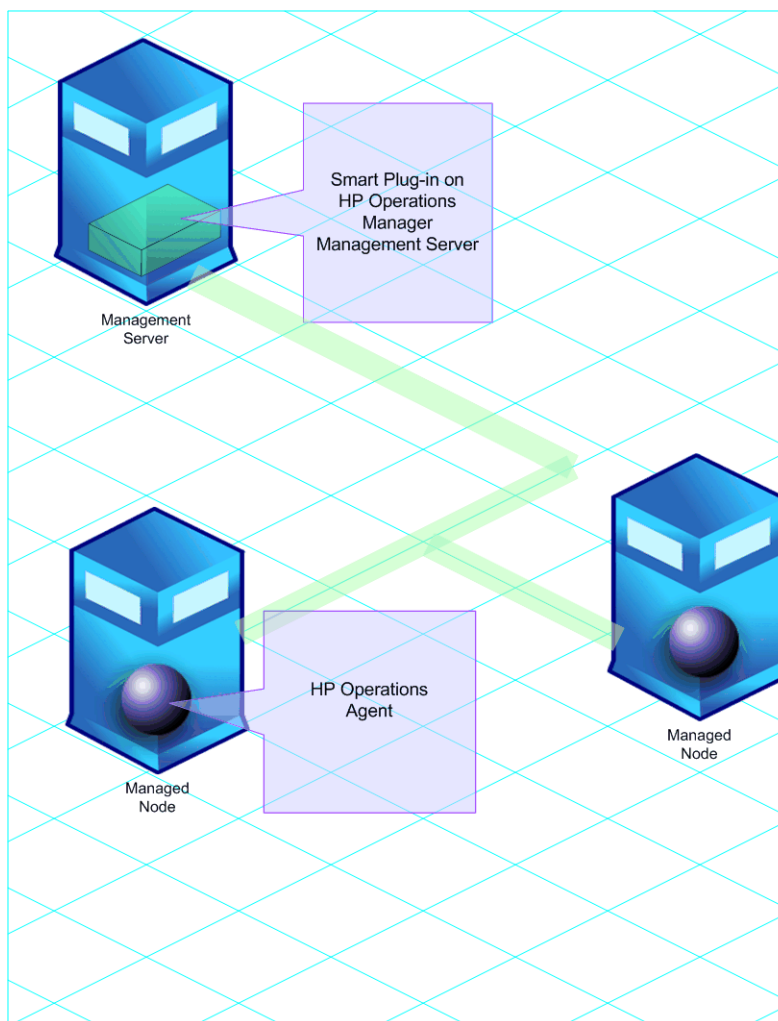 Smart Plug-in on
HP Operations
Manager
Management Server
Management
Server
HP Operations
Agent
Managed
Node
Managed
Node